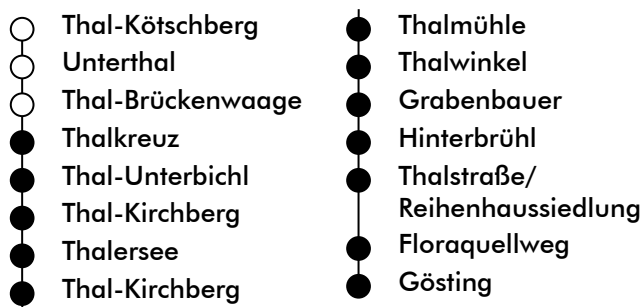 Thal-Kötschberg
Unterthal
Thal-Brückenwaage
Thalkreuz
Thal-Unterbichl
Thal-Kirchberg
Thalersee
Thal-Kirchberg
Thalmühle
Thalwinkel
Grabenbauer
Hinterbrühl
Thalstraße/
Reihenhaussiedlung
Floraquellweg
Gösting